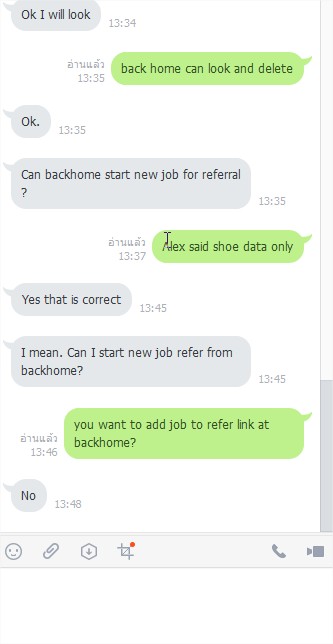 Ok I will look
13:34
อ่านแล้ว
13:35
back home can look and delete
Ok.
13:35
Can backhome start new job for referral
?
13:35
อ่านแล้ว
13:37
Alex said shoe data only
Yes that is correct
13:45
I mean. Can I start new job refer from
backhome?
13:45
you want to add job to refer link at
อ่านแล้ว
13:46
backhome?
No
13:48